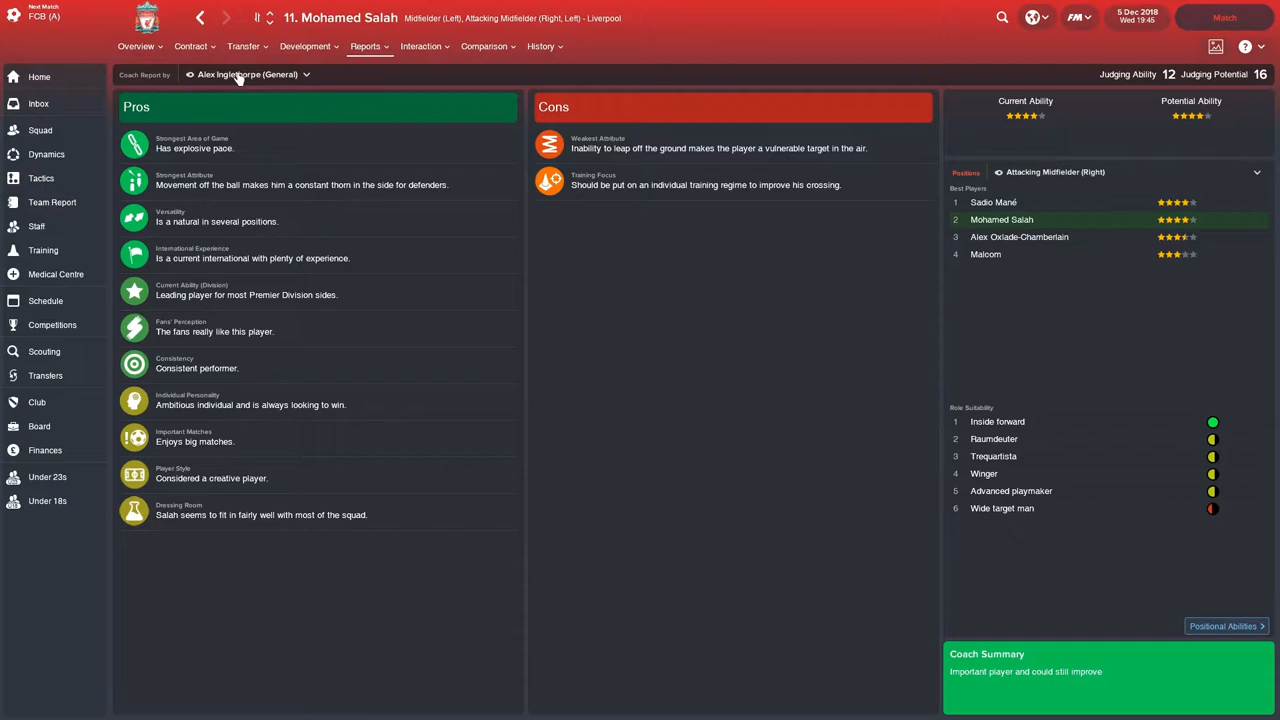 Next Match
FCB (A)
11. Mohamed Salah
Midfielder (Left), Attacking Midfielder (Right, Left) - Liverpool
FM
5 Dec 2018
Wed 19:45
Match
Overview
Contract
Transfer
Development
Reports
Interaction
Comparison
History
?
Home
Inbox
Squad
Dynamics
Tactics
Team Report
Staff
Training
Medical Centre
Schedule
Competitions
Scouting
Transfers
Club
Board
Finances
Under 23s
Under 18s
Coach Report by
Alex Inglethorpe (General)
Judging Ability 12 Judging Potential 16
Pros
Strongest Area of Game
Has explosive pace.
Strongest Attribute
Movement off the ball makes him a constant thorn in the side for defenders.
Versatility
Is a natural in several positions.
International Experience
Is a current international with plenty of experience.
Current Ability (Division)
Leading player for most Premier Division sides.
Fans' Perception
The fans really like this player.
Consistency
Consistent performer.
Individual Personality
Ambitious individual and is always looking to win.
Important Matches
Enjoys big matches.
Player Style
Considered a creative player.
Dressing Room
Salah seems to fit in fairly well with most of the squad.
Cons
Weakest Attribute
Inability to leap off the ground makes the player a vulnerable target in the air.
Training Focus
Should be put on an individual training regime to improve his crossing.
Current Ability
Potential Ability
Positions
Attacking Midfielder (Right)
Best Players
1 Sadio Mané
2 Mohamed Salah
3 Alex Oxlade-Chamberlain
4 Malcom
Role Suitability
1 Inside forward
2 Raumdeuter
3 Trequartista
4 Winger
5 Advanced playmaker
6 Wide target man
Positional Abilities
Coach Summary
Important player and could still improve